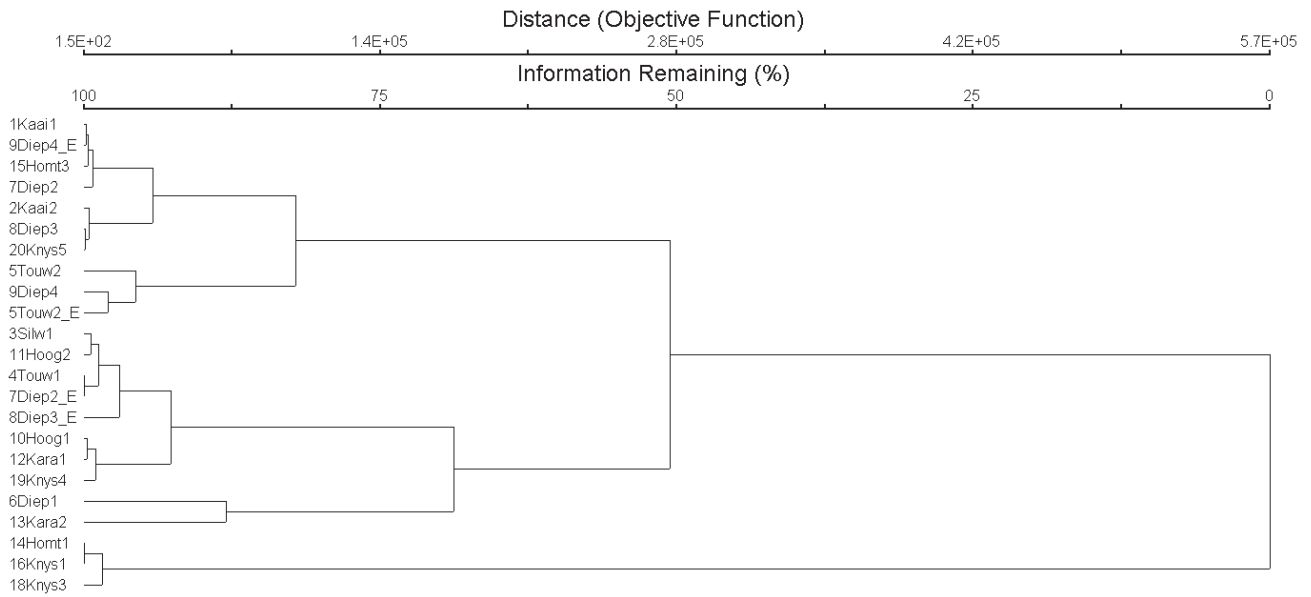 Distance (Objective Function)
1.5E+02 1.4E+05 2.8E+05 4.2E+05 5.7E+05
Information Remaining (%)
100 75 50 25 0
1Kaai1
9Diep4_E
15Homt3
7Diep2
2Kaai2
8Diep3
20Knys5
5Touw2
9Diep4
5Touw2_E
3Silw1
11Hoog2
4Touw1
7Diep2_E
8Diep3_E
10Hoog1
12Kara1
19Knys4
6Diep1
13Kara2
14Homt1
16Knys1
18Knys3